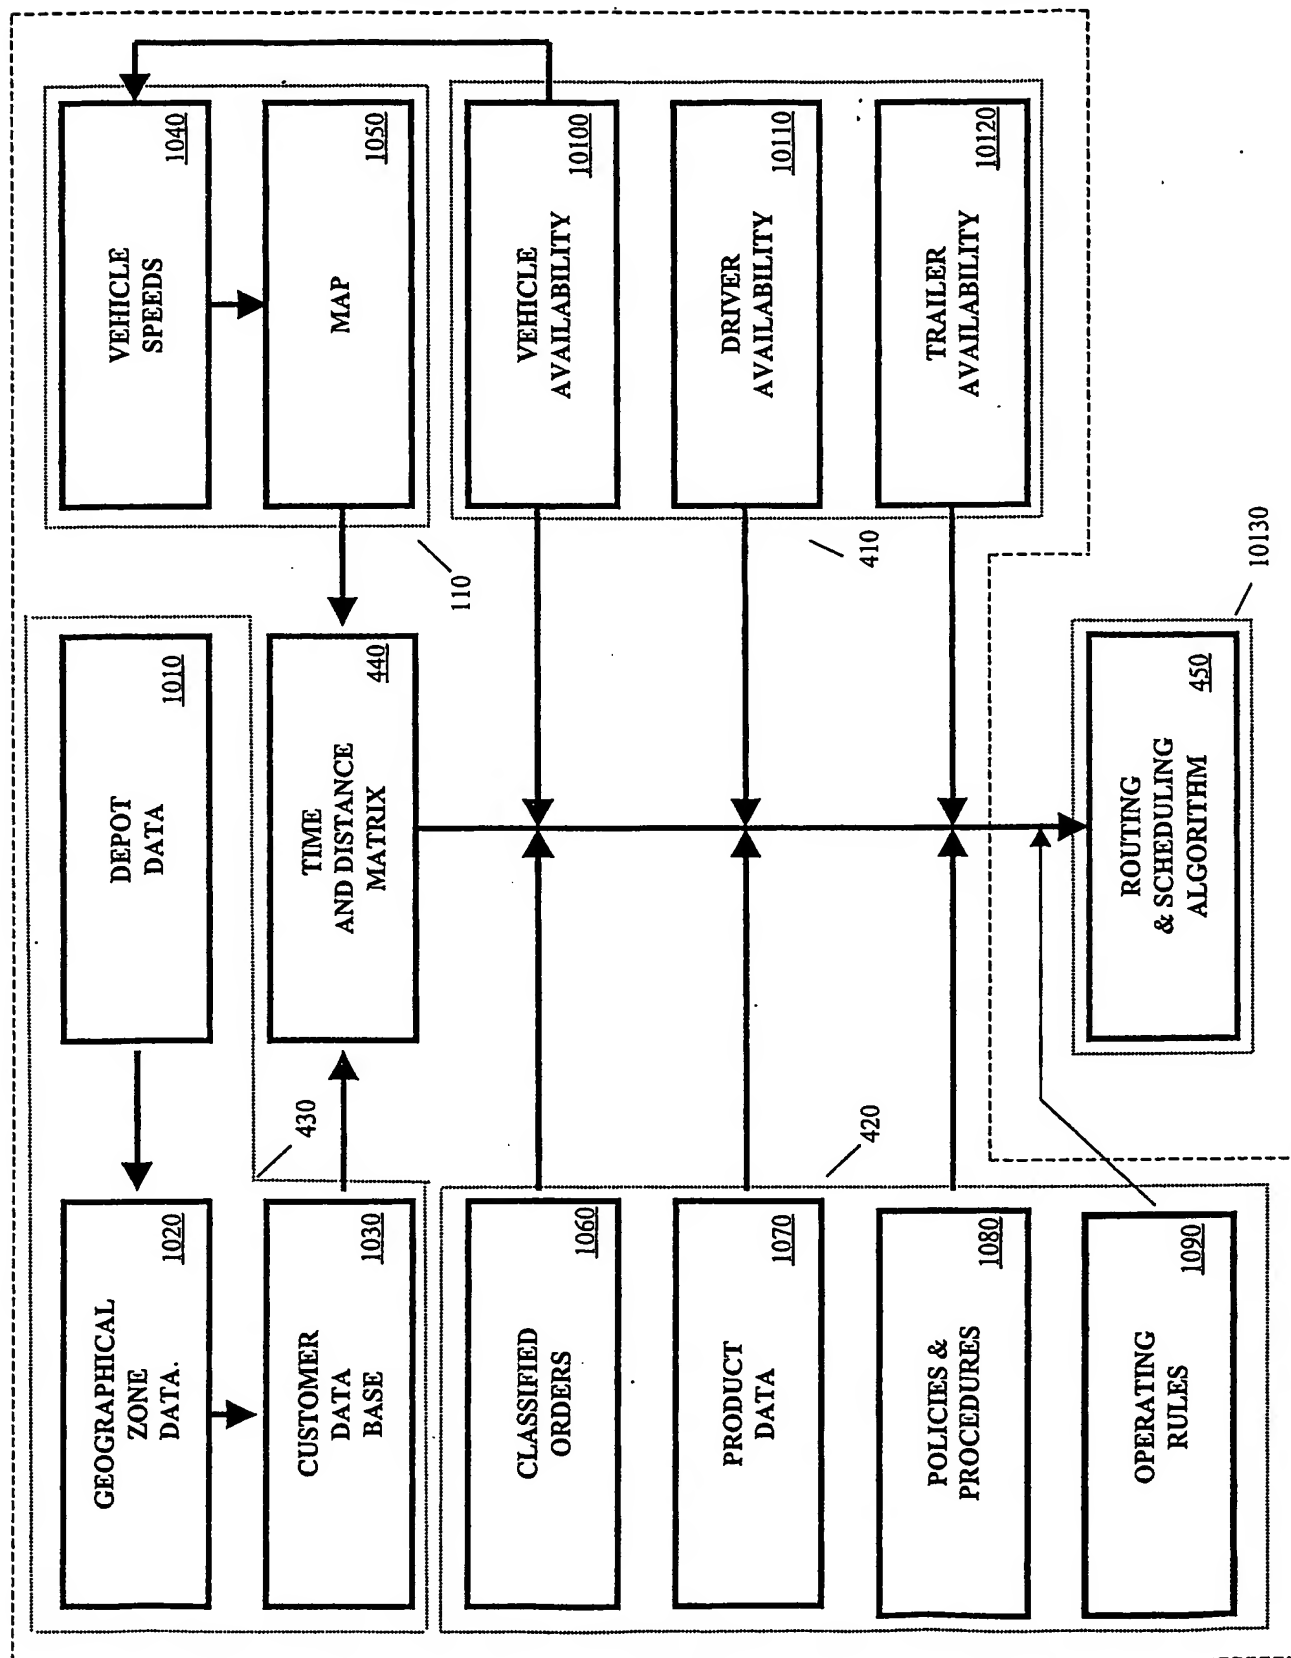 GEOGRAPHICAL
ZONE
DATA.
1020
DEPOT
DATA
1010
VEHICLE
SPEEDS
1040
CUSTOMER
DATA
BASE
1030
430
TIME
AND DISTANCE
MATRIX
440
MAP
1050
110
CLASSIFIED
ORDERS
1060
VEHICLE
AVAILABILITY
10100
PRODUCT
DATA
1070
420
DRIVER
AVAILABILITY
10110
410
POLICIES &
PROCEDURES
1080
TRAILER
AVAILABILITY
10120
OPERATING
RULES
1090
ROUTING
& SCHEDULING
ALGORITHM
450
10130